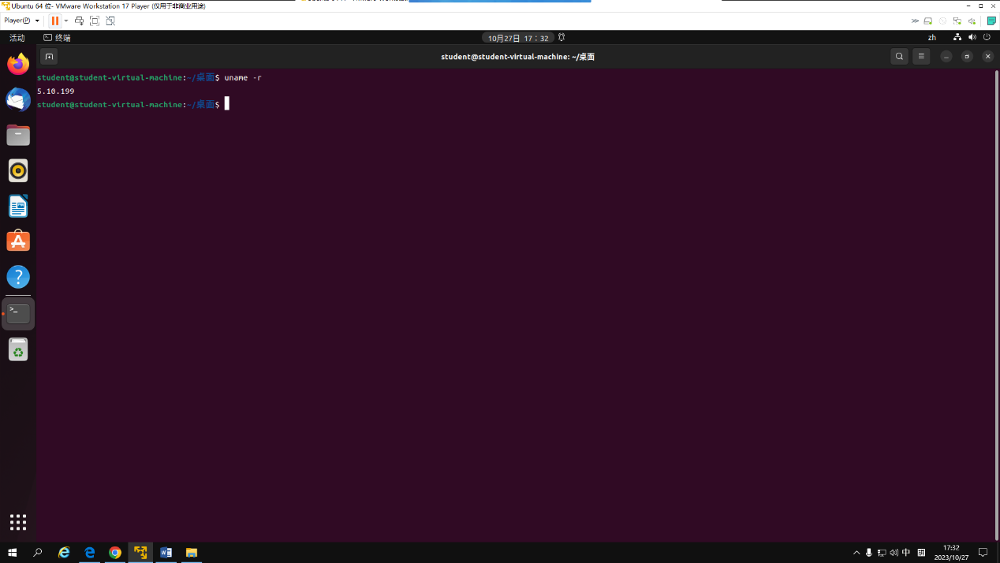 Ubuntu 64 位- VMware Workstation 17 Player (仅用于非商业用途)
Player(P)
活动 终端 10月27日 17：32 zh
student@student-virtual-machine: ~/桌面
student@student-virtual-machine:~/桌面$ uname -r
5.10.199
student@student-virtual-machine:~/桌面$
中
17:32
2023/10/27